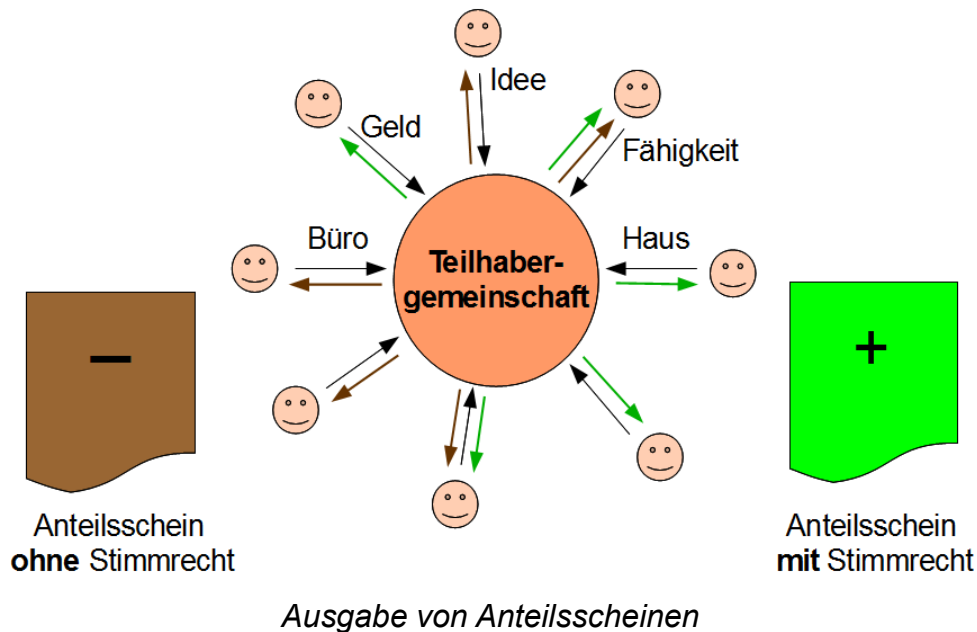 Idee
Geld
Fähigkeit
Büro
Haus
Teilhaber-
gemeinschaft
–
+
Anteilsschein
ohne Stimmrecht
Anteilsschein
mit Stimmrecht
Ausgabe von Anteilsscheinen